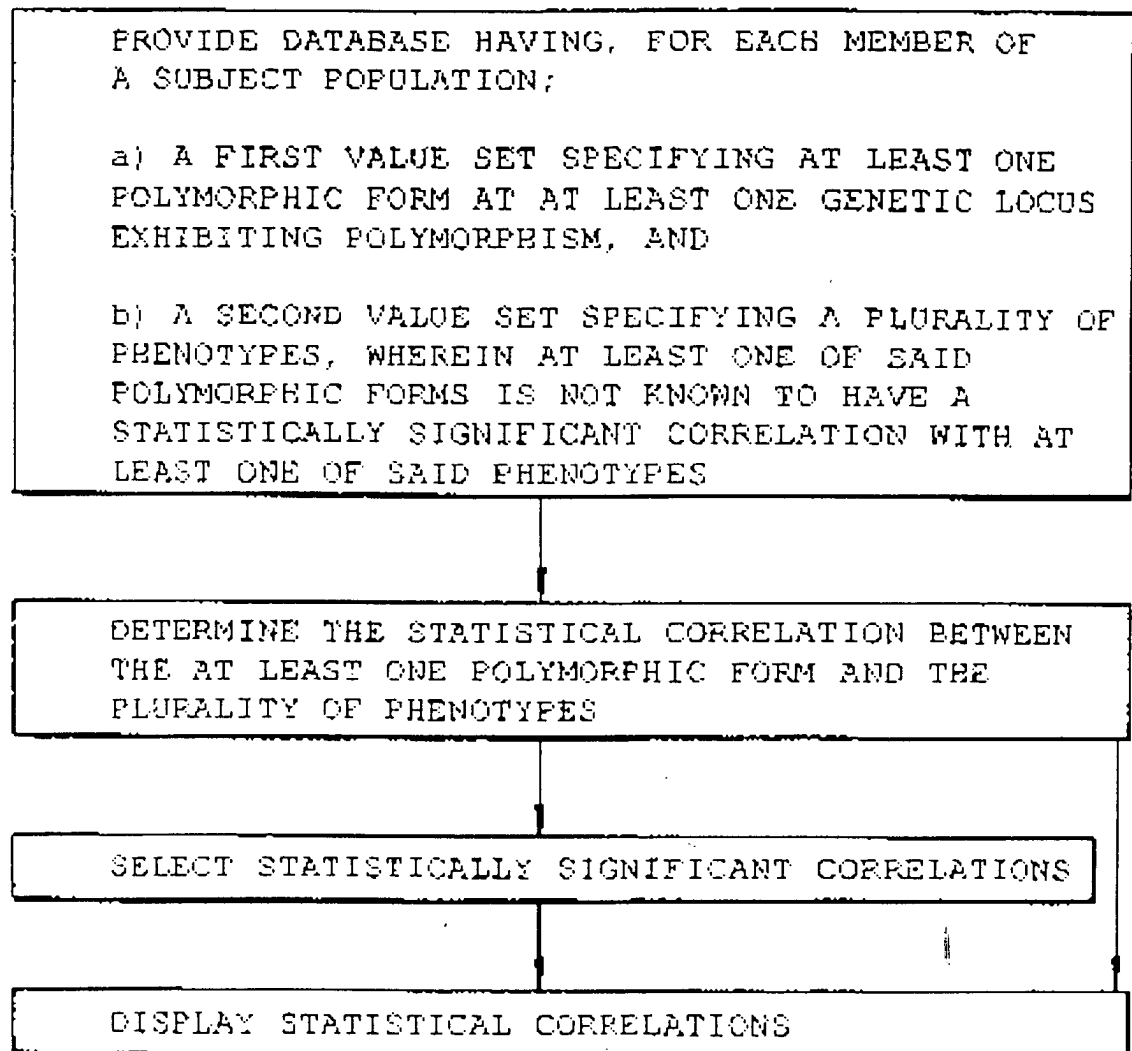 PROVIDE DATABASE HAVING, FOR EACH MEMBER OF
A SUBJECT POPULATION;
a) A FIRST VALUE SET SPECIFYING AT LEAST ONE
POLYMORPHIC FORM AT AT LEAST ONE GENETIC LOCUS
EXHIBITING POLYMORPHISM, AND
b) A SECOND VALUE SET SPECIFYING A PLURALITY OF
PHENOTYPES, WHEREIN AT LEAST ONE OF SAID
POLYMORPHIC FORMS IS NOT KNOWN TO HAVE A
STATISTICALLY SIGNIFICANT CORRELATION WITH AT
LEAST ONE OF SAID PHENOTYPES
DETERMINE THE STATISTICAL CORRELATION BETWEEN
THE AT LEAST ONE POLYMORPHIC FORM AND THE
PLURALITY OF PHENOTYPES
SELECT STATISTICALLY SIGNIFICANT CORRELATIONS
DISPLAY STATISTICAL CORRELATIONS